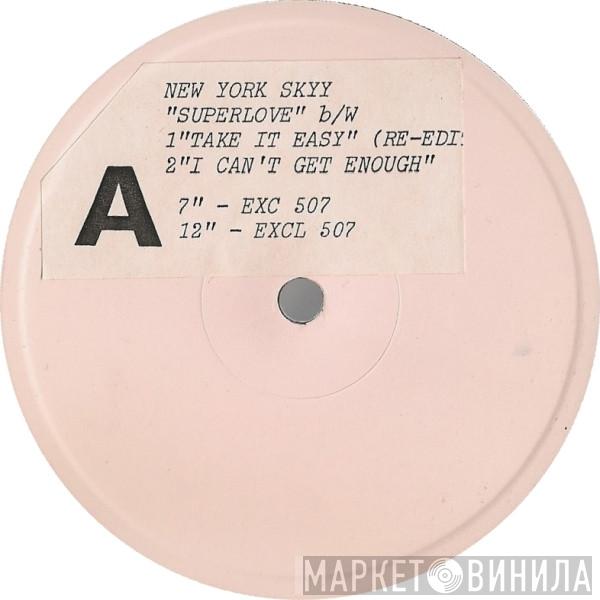 NEW YORK SKYY
"SUPERLOVE" b/W
1"TAKE IT EASY" (RE-EDI
2"I CAN'T GET ENOUGH"
A
7" - EXC 507
12" - EXCL 507
МАРКЕТ ВИНИЛА